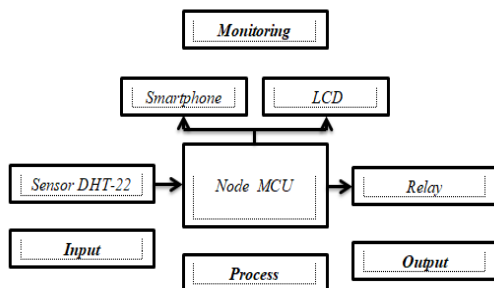 Monitoring
Smartphone
LCD
Sensor DHT-22
Node MCU
Relay
Input
Output
Process